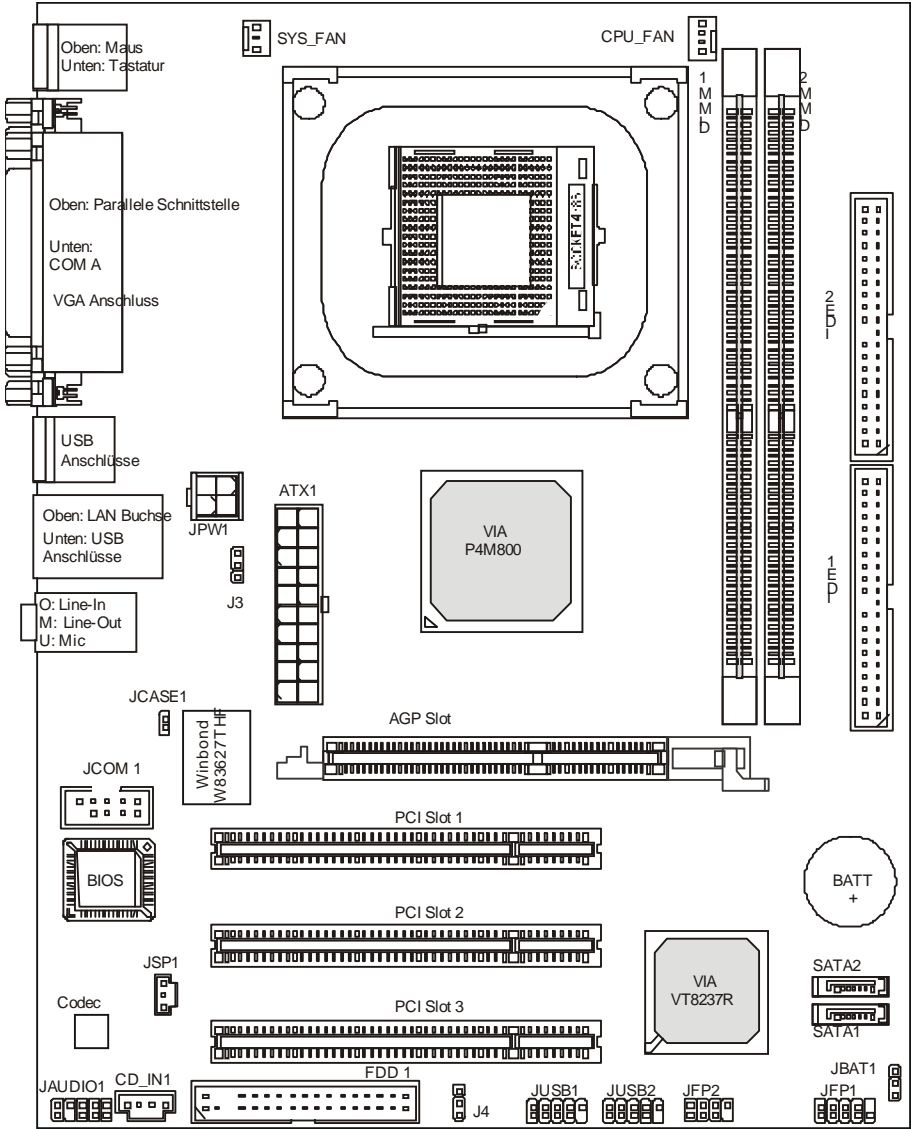 SYS_FAN
CPU_FAN
Oben: Maus
Unten: Tastatur
DIMM1
DIMM2
Oben: Parallele Schnittstelle
Unten:
COM A
VGA Anschluss
SOCKET478
IDE2
USB
Anschlüsse
JPW1
ATX1
VIA
P4M800
Oben: LAN Buchse
Unten: USB
Anschlüsse
J3
IDE1
O: Line-In
M: Line-Out
U: Mic
JCASE1
Winbond
W83627THF
AGP Slot
JCOM 1
PCI Slot 1
BIOS
BATT
+
PCI Slot 2
JSP1
VIA
VT8237R
SATA2
Codec
PCI Slot 3
SATA1
JBAT1
JAUDIO1
CD_IN1
FDD 1
J4
JUSB1
JUSB2
JFP2
JFP1